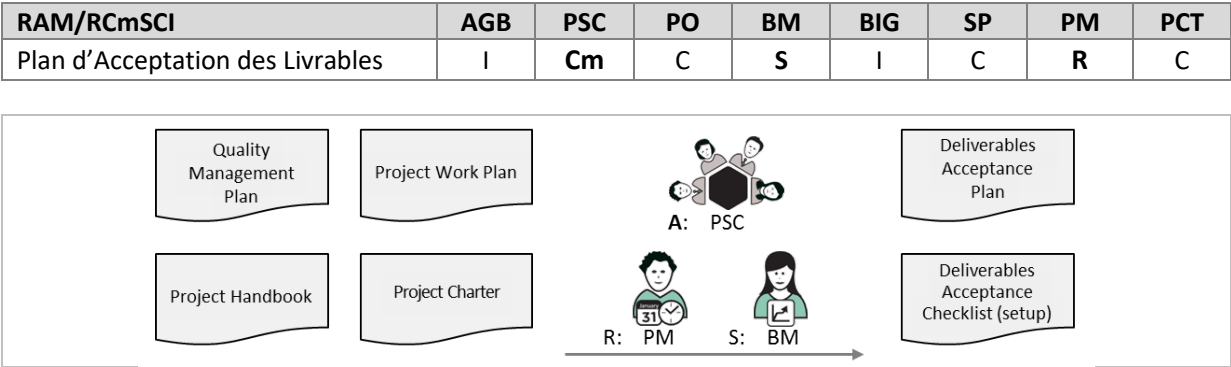 RAM/RCmSCI AGB PSC PO BM BIG SP PM PCT
Plan d’Acceptation des Livrables I Cm C S I C R C
Quality
Management
Plan
Project Work Plan
A: PSC
Deliverables
Acceptance
Plan
Project Handbook
Project Charter
January
31
R: PM S: BM
Deliverables
Acceptance
Checklist (setup)